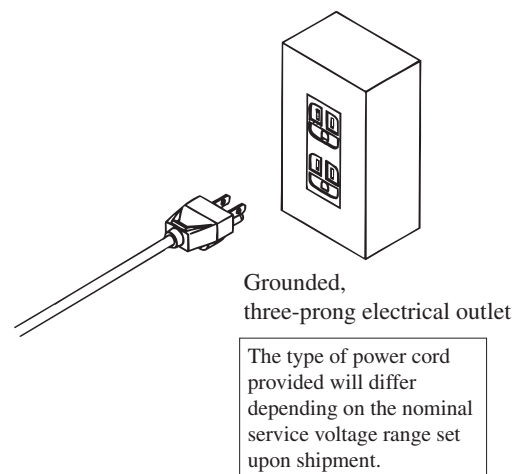 Grounded,
three-prong electrical outlet
The type of power cord
provided will differ
depending on the nominal
service voltage range set
upon shipment.